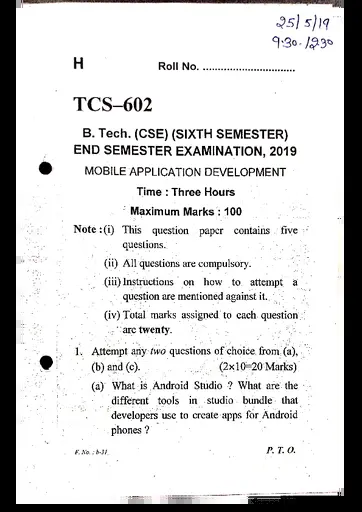 25/5/19
9:30-1230
H
Roll No. ..............................
TCS–602
B. Tech. (CSE) (SIXTH SEMESTER)
END SEMESTER EXAMINATION, 2019
MOBILE APPLICATION DEVELOPMENT
Time : Three Hours
Maximum Marks : 100
Note : (i) This question paper contains five
questions.
(ii) All questions are compulsory.
(iii) Instructions on how to attempt a
question are mentioned against it.
(iv) Total marks assigned to each question
are twenty.
1. Attempt any two questions of choice from (a),
(b) and (c). (2×10=20 Marks)
(a) What is Android Studio ? What are the
different tools in studio bundle that
developers use to create apps for Android
phones ?
F. No. : b-31 P. T. O.